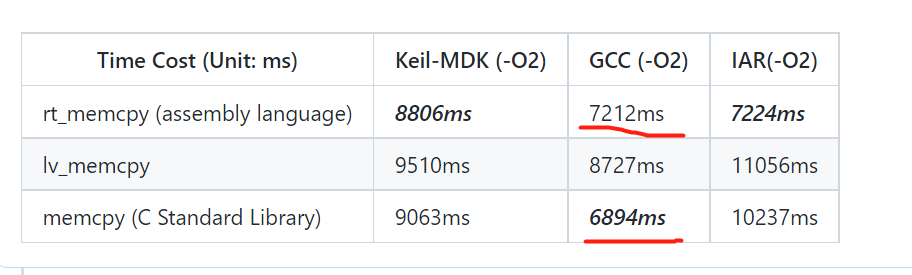 Time Cost (Unit: ms) Keil-MDK (-O2) GCC (-O2) IAR(-O2)
rt_memcpy (assembly language) 8806ms 7212ms 7224ms
lv_memcpy 9510ms 8727ms 11056ms
memcpy (C Standard Library) 9063ms 6894ms 10237ms